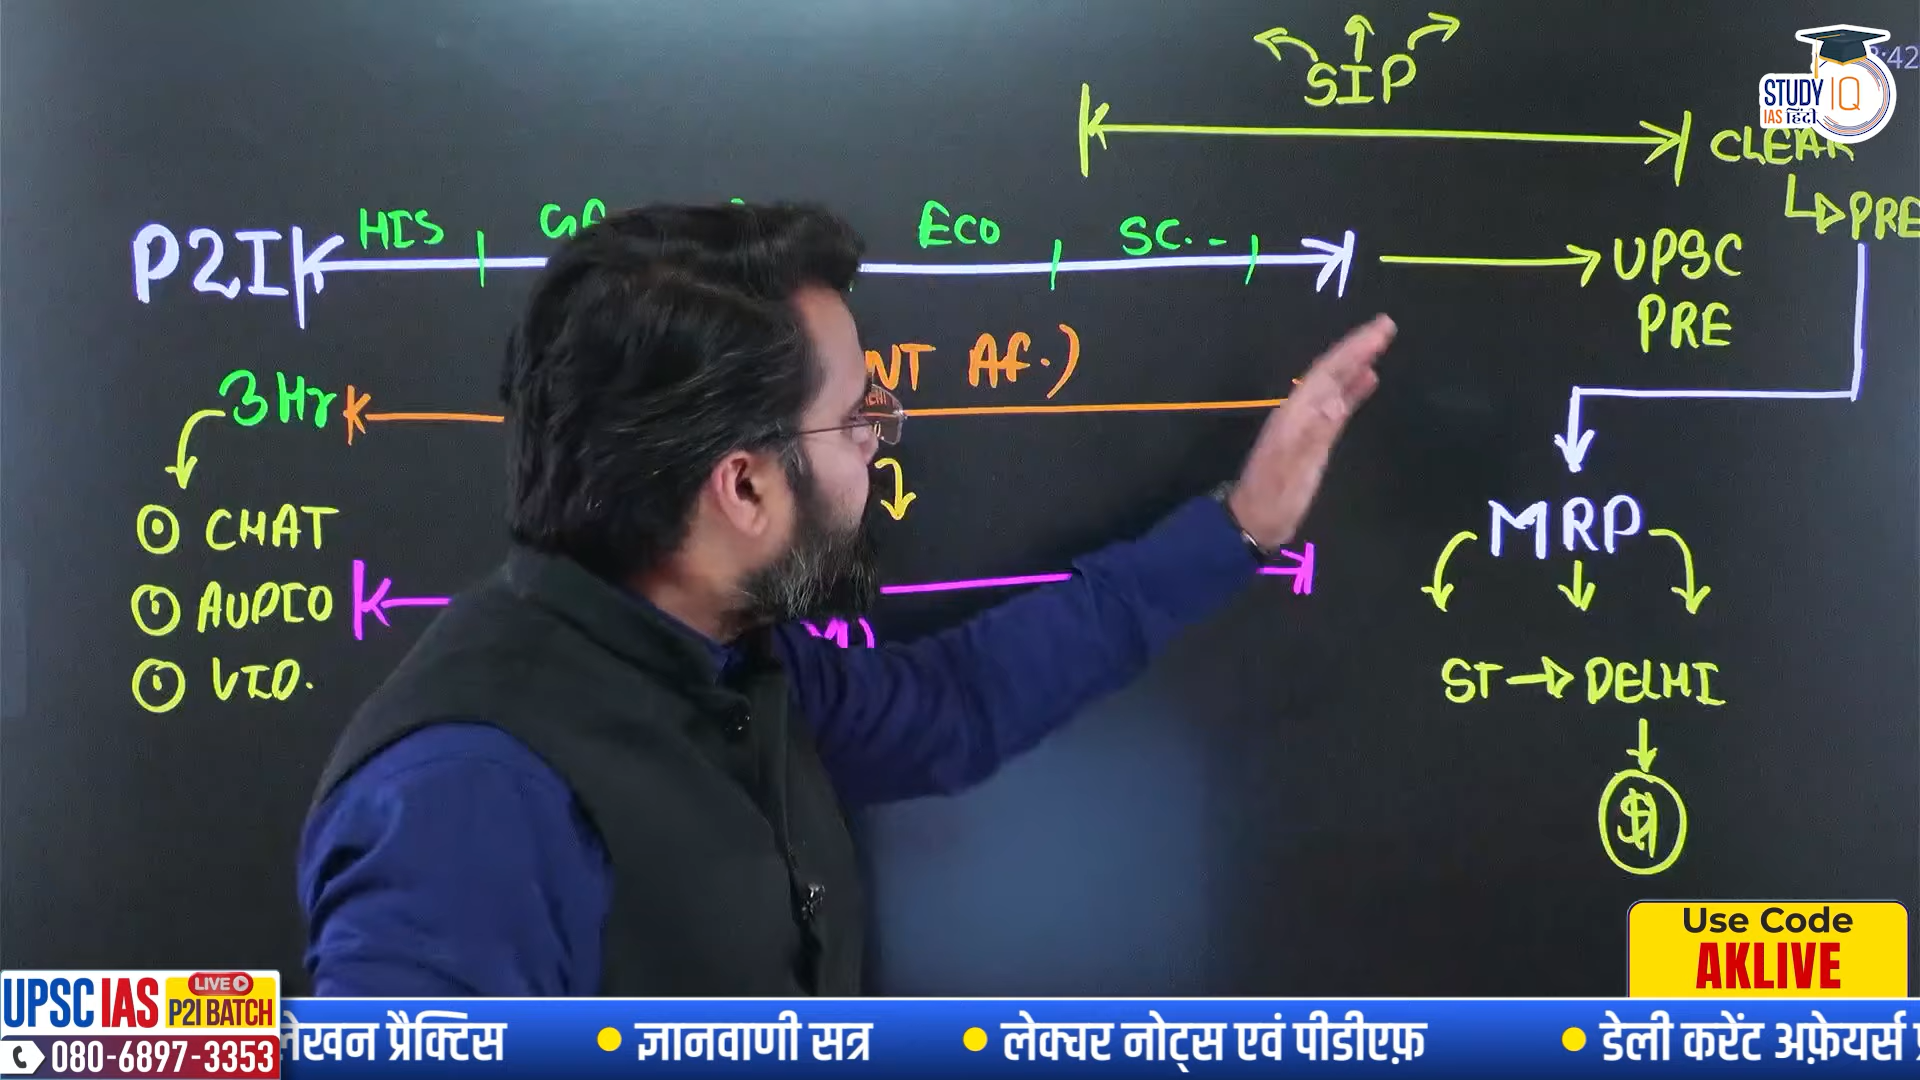 SIP
STUDY IQ
IAS हिंदी
:42
CLEAR
PRE
P2I
HIS
ECO
SC.-
UPSC
PRE
3Hr
NT Af.)
CHAT
AUDIO
VID.
MRP
ST → DELHI
$
Use Code
AKLIVE
UPSC IAS
LIVE
P2I BATCH
080-6897-3353
लेखन प्रैक्टिस
ज्ञानवाणी सत्र
लेक्चर नोट्स एवं पीडीएफ़
डेली करेंट अफ़ेयर्स